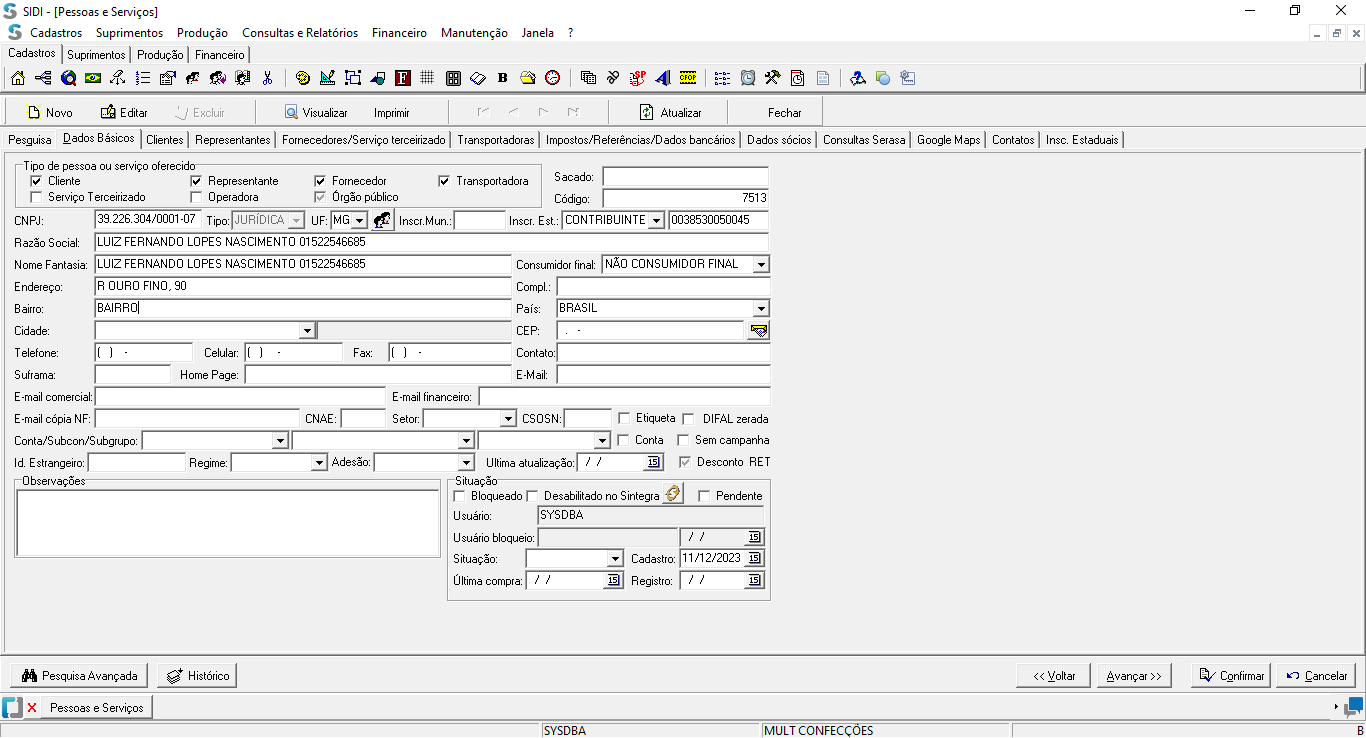 SIDI - [Pessoas e Serviços]
Cadastros Suprimentos Produção Consultas e Relatórios Financeiro Manutenção Janela ?
Cadastros Suprimentos Produção Financeiro
Novo Editar Excluir Visualizar Imprimir Atualizar Fechar
Pesquisa Dados Básicos Clientes Representantes Fornecedores/Serviço terceirizado Transportadoras Impostos/Referências/Dados bancários Dados sócios Consultas Serasa Google Maps Contatos Insc. Estaduais
Tipo de pessoa ou serviço oferecido
Cliente Representante Fornecedor Transportadora Sacado:
Serviço Terceirizado Operadora Órgão público Código: 7513
CNPJ: 39.226.304/0001-07 Tipo: JURÍDICA UF: MG Inscr.Mun.: Inscr. Est.: CONTRIBUINTE 0038530050045
Razão Social: LUIZ FERNANDO LOPES NASCIMENTO 01522546685
Nome Fantasia: LUIZ FERNANDO LOPES NASCIMENTO 01522546685 Consumidor final: NÃO CONSUMIDOR FINAL
Endereço: R OURO FINO, 90 Compl.:
Bairro: BAIRRO País: BRASIL
Cidade: CEP: . -
Telefone: ( ) - Celular: ( ) - Fax: ( ) - Contato:
Suframa: Home Page: E-Mail:
E-mail comercial: E-mail financeiro:
E-mail cópia NF: CNAE: Setor: CSOSN: Etiqueta DIFAL zerada
Conta/Subcon/Subgrupo: Conta Sem campanha
Id. Estrangeiro: Regime: Adesão: Ultima atualização: / / 15 Desconto RET
Observações
Situação
Bloqueado Desabilitado no Sintegra Pendente
Usuário: SYSDBA
Usuário bloqueio: / / 15
Situação: Cadastro: 11/12/2023 15
Última compra: / / 15 Registro: / / 15
Pesquisa Avançada Histórico << Voltar Avançar >> Confirmar Cancelar
Pessoas e Serviços
SYSDBA MULT CONFECÇÕES B